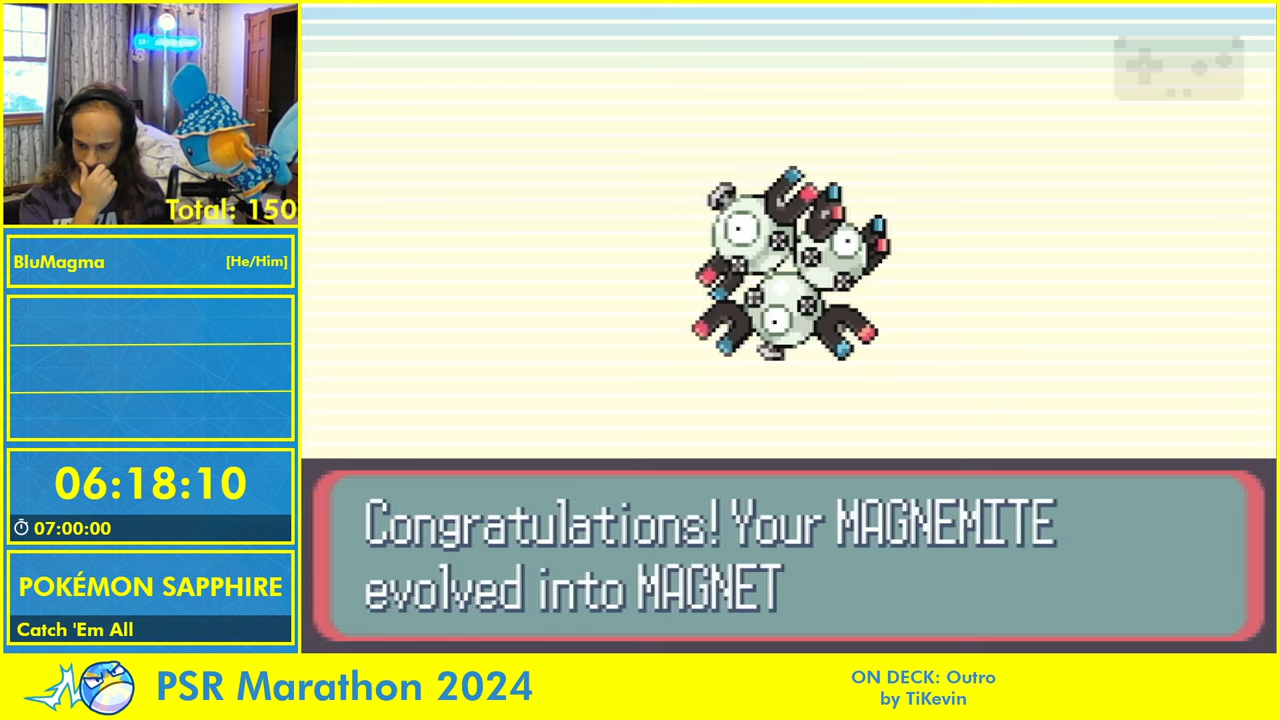 Total: 150
BluMagma
[He/Him]
06:18:10
07:00:00
POKÉMON SAPPHIRE
Catch 'Em All
Congratulations! Your MAGNEMITE
evolved into MAGNET
PSR Marathon 2024
ON DECK: Outro
by TiKevin